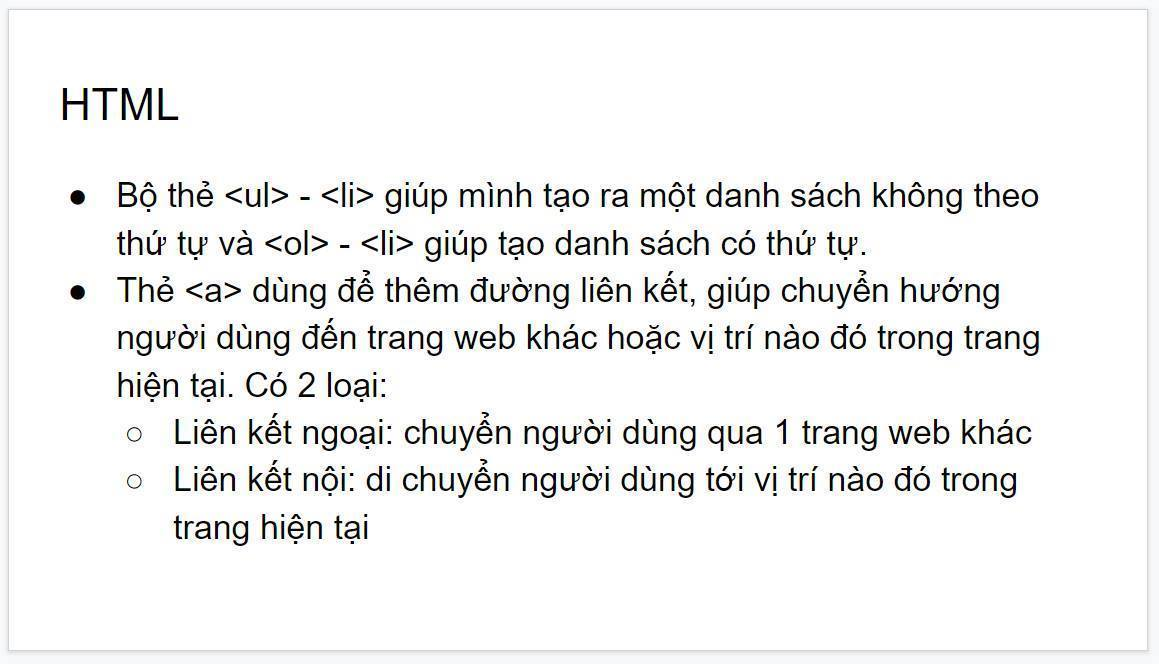 HTML
● Bộ thẻ <ul> - <li> giúp mình tạo ra một danh sách không theo
thứ tự và <ol> - <li> giúp tạo danh sách có thứ tự.
● Thẻ <a> dùng để thêm đường liên kết, giúp chuyển hướng
người dùng đến trang web khác hoặc vị trí nào đó trong trang
hiện tại. Có 2 loại:
○ Liên kết ngoại: chuyển người dùng qua 1 trang web khác
○ Liên kết nội: di chuyển người dùng tới vị trí nào đó trong
trang hiện tại